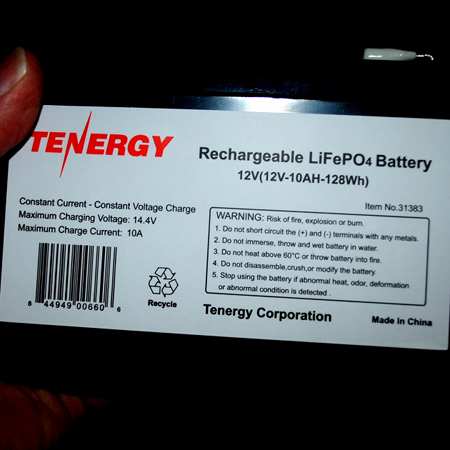 TENERGY
Rechargeable LiFePO4 Battery
12V(12V-10AH-128Wh)
Item No.31383
Constant Current - Constant Voltage Charge
Maximum Charging Voltage: 14.4V
Maximum Charge Current: 10A
WARNING: Risk of fire, explosion or burn.
1. Do not short circuit the (+) and (-) terminals with any metals.
2. Do not immerse, throw and wet battery in water.
3. Do not heat above 60°C or throw battery into fire.
4. Do not disassemble,crush,or modify the battery.
5. Stop using the battery if abnormal heat, odor, deformation
or abnormal condition is detected .
8 44949 00660 6
Recycle
Tenergy Corporation
Made In China